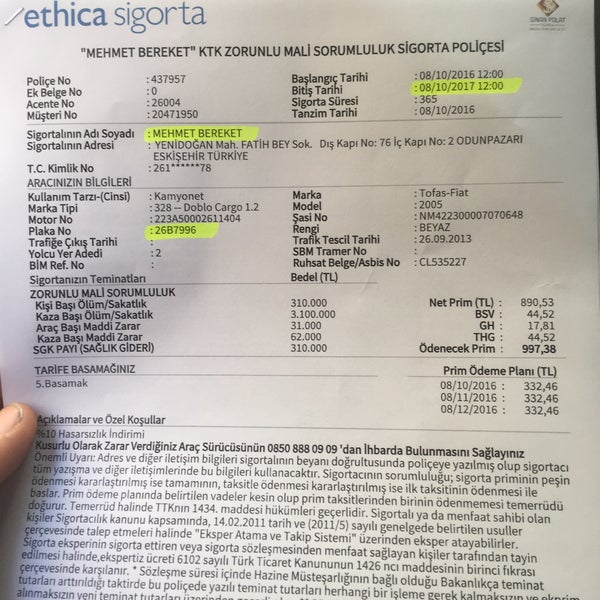 ethica sigorta
SİNAN POLAT
"MEHMET BEREKET" KTK ZORUNLU MALİ SORUMLULUK SİGORTA POLİÇESİ
Poliçe No : 437957 Başlangıç Tarihi : 08/10/2016 12:00
Ek Belge No : 0 Bitiş Tarihi : 08/10/2017 12:00
Acente No : 26004 Sigorta Süresi : 365
Müşteri No : 20471950 Tanzim Tarihi : 08/10/2016
Sigortalının Adı Soyadı : MEHMET BEREKET
Sigortalının Adresi : YENİDOĞAN Mah. FATİH BEY Sok. Dış Kapı No: 76 İç Kapı No: 2 ODUNPAZARI
ESKİŞEHİR TÜRKİYE
T.C. Kimlik No : 261******78
ARACINIZIN BİLGİLERİ
Kullanım Tarzı-(Cinsi) : Kamyonet Marka : Tofas-Fiat
Marka Tipi : 328 -- Doblo Cargo 1.2 Model : 2005
Motor No : 223A50002611404 Şasi No : NM422300007070648
Plaka No : 26B7996 Rengi : BEYAZ
Trafiğe Çıkış Tarihi : Trafik Tescil Tarihi : 26.09.2013
Yolcu Yer Adedi : 2 SBM Tramer No :
BİM Ref. No : Ruhsat Belge/Asbis No : CL535227
Sigortanızın Teminatları Bedel (TL)
ZORUNLU MALİ SORUMLULUK
Kişi Başı Ölüm/Sakatlık 310.000 Net Prim (TL) : 890,53
Kaza Başı Ölüm/Sakatlık 3.100.000 BSV : 44,52
Araç Başı Maddi Zarar 31.000 GH : 17,81
Kaza Başı Maddi Zarar 62.000 THG : 44,52
SGK PAYI (SAĞLIK GİDERİ) 310.000 Ödenecek Prim : 997,38
TARİFE BASAMAĞINIZ Prim Ödeme Planı (TL)
5.Basamak 08/10/2016 : 332,46
08/11/2016 : 332,46
08/12/2016 : 332,46
Açıklamalar ve Özel Koşullar
%10 Hasarsızlık İndirimi
Kusurlu Olarak Zarar Verdiğiniz Araç Sürücüsünün 0850 888 09 09 'dan İhbarda Bulunmasını Sağlayınız
Önemli Uyarı: Adres ve diğer iletişim bilgileri sigortalının beyanı doğrultusunda poliçeye yazılmış olup sigortacı
tüm yazışma ve diğer iletişimlerinde bu bilgileri kullanacaktır. Sigortacının sorumluluğu; sigorta priminin peşin
ödenmesi kararlaştırılmış ise tamamının, taksitle ödenmesi kararlaştırılmış ise ilk taksitinin ödenmesi ile
başlar. Prim ödeme planında belirtilen vadeler kesin olup prim taksitlerinden birinin ödenmemesi temerrüdü
doğurur. Temerrüd halinde TTKnın 1434. maddesi hükümleri geçerlidir. Sigortalı ya da menfaat sahibi olan
kişiler Sigortacılık kanunu kapsamında, 14.02.2011 tarih ve (2011/5) sayılı genelgede belirtilen usuller
çerçevesinde talep etmeleri halinde "Eksper Atama ve Takip Sistemi" üzerinden eksper atayabilirler.
Sigorta eksperinin sigorta ettiren veya sigorta sözleşmesinden menfaat sağlayan kişiler tarafından tayin
edilmesi halinde,ekspertiz ücreti 6102 sayılı Türk Ticaret Kanununun 1426 ncı maddesinin birinci fıkrası
çerçevesinde karşılanır. * Sözleşme süresi içinde Hazine Müsteşarlığının bağlı olduğu Bakanlıkça teminat
tutarları arttırıldığı taktirde bu poliçede yazılı teminat tutarları herhangi bir işleme gerek kalmaksızın ve ekprim
alınmaksızın yeni teminat tutarları üzerinden